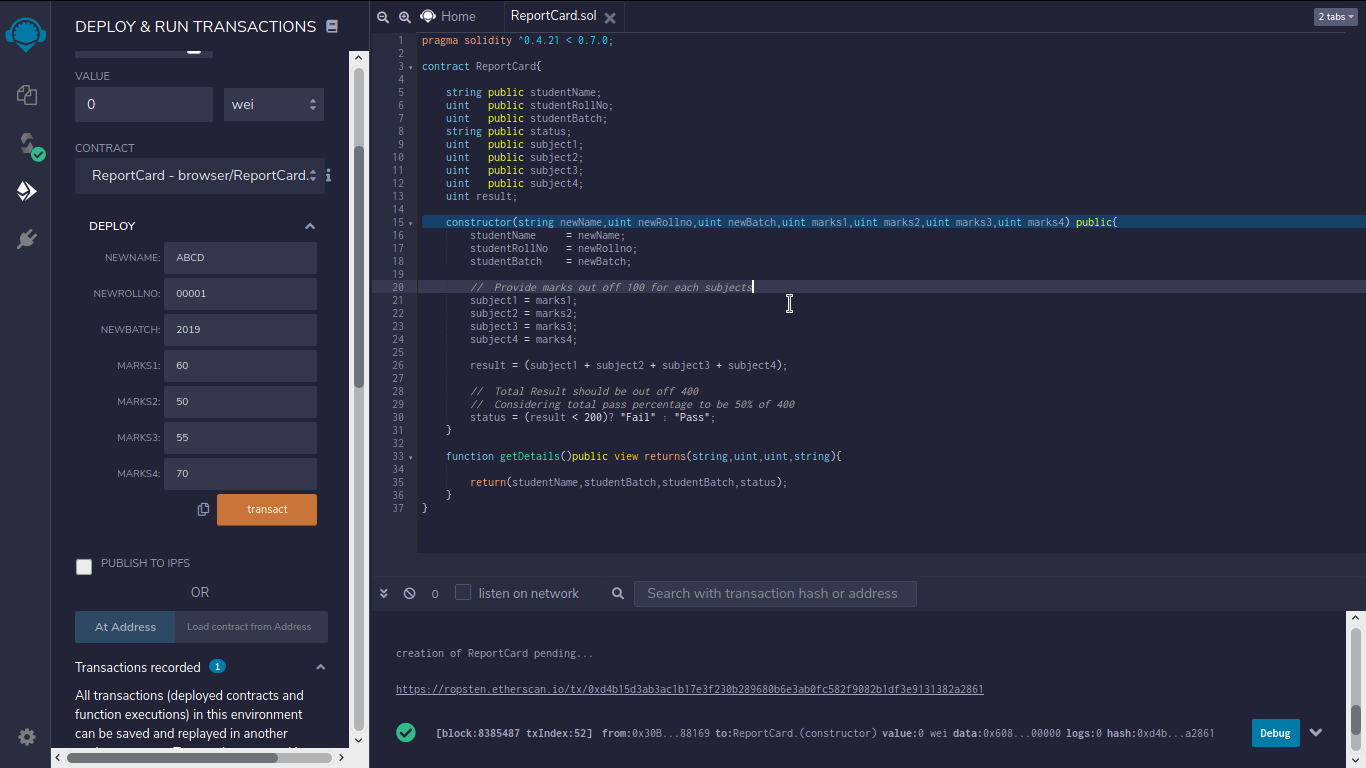 DEPLOY & RUN TRANSACTIONS
VALUE
0
wei
CONTRACT
ReportCard - browser/ReportCard.
DEPLOY
NEWNAME: ABCD
NEWROLLNO: 00001
NEWBATCH: 2019
MARKS1: 60
MARKS2: 50
MARKS3: 55
MARKS4: 70
transact
PUBLISH TO IPFS
OR
At Address
Load contract from Address
Transactions recorded 1
All transactions (deployed contracts and
function executions) in this environment
can be saved and replayed in another
Home
ReportCard.sol
2 tabs
1 pragma solidity ^0.4.21 < 0.7.0;
2
3 contract ReportCard{
4
5 string public studentName;
6 uint public studentRollNo;
7 uint public studentBatch;
8 string public status;
9 uint public subject1;
10 uint public subject2;
11 uint public subject3;
12 uint public subject4;
13 uint result;
14
15 constructor(string newName,uint newRollno,uint newBatch,uint marks1,uint marks2,uint marks3,uint marks4) public{
16 studentName = newName;
17 studentRollNo = newRollno;
18 studentBatch = newBatch;
19
20 // Provide marks out off 100 for each subjects
21 subject1 = marks1;
22 subject2 = marks2;
23 subject3 = marks3;
24 subject4 = marks4;
25
26 result = (subject1 + subject2 + subject3 + subject4);
27
28 // Total Result should be out off 400
29 // Considering total pass percentage to be 50% of 400
30 status = (result < 200)? "Fail" : "Pass";
31 }
32
33 function getDetails()public view returns(string,uint,uint,string){
34
35 return(studentName,studentBatch,studentBatch,status);
36 }
37 }
0
listen on network
Search with transaction hash or address
creation of ReportCard pending...
https://ropsten.etherscan.io/tx/0xd4b15d3ab3ac1b17e3f230b289680b6e3ab0fc582f9082b1df3e9131382a2861
[block:8385487 txIndex:52] from:0x30B...88169 to:ReportCard.(constructor) value:0 wei data:0x608...00000 logs:0 hash:0xd4b...a2861
Debug